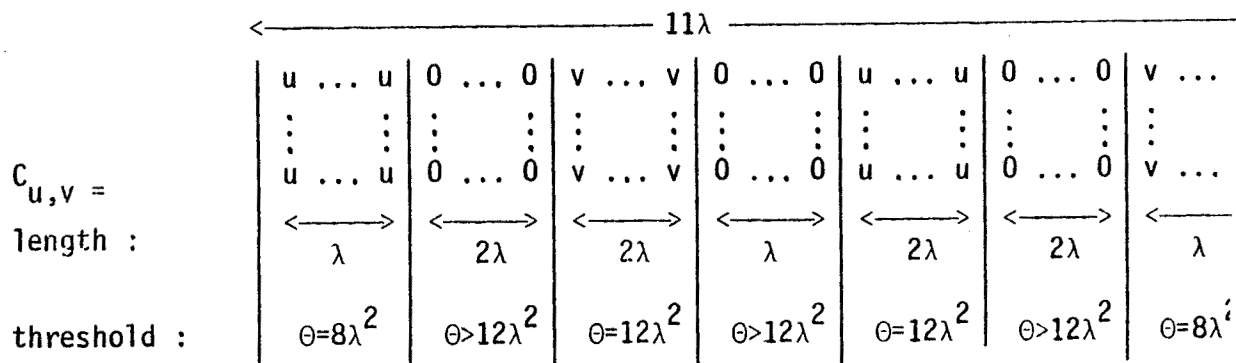 11λ
u ... u 0 ... 0 v ... v 0 ... 0 u ... u 0 ... 0 v ...
u ... u 0 ... 0 v ... v 0 ... 0 u ... u 0 ... 0 v ...
C_{u,v} =
length : λ 2λ 2λ λ 2λ 2λ λ
threshold : Θ=8λ² Θ>12λ² Θ=12λ² Θ>12λ² Θ=12λ² Θ>12λ² Θ=8λ²